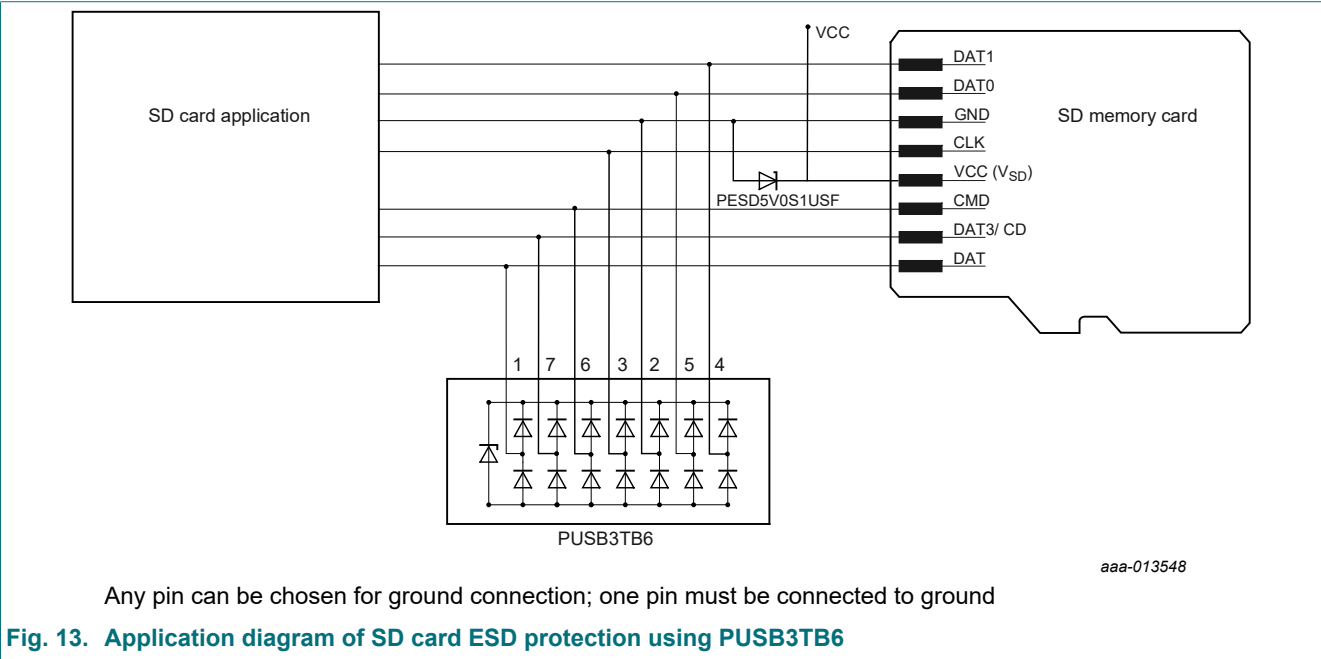 VCC
DAT1
DAT0
SD card application
GND
SD memory card
CLK
VCC (VSD)
PESD5V0S1USF
CMD
DAT3/ CD
DAT
1 7 6 3 2 5 4
PUSB3TB6
aaa-013548
Any pin can be chosen for ground connection; one pin must be connected to ground
Fig. 13. Application diagram of SD card ESD protection using PUSB3TB6